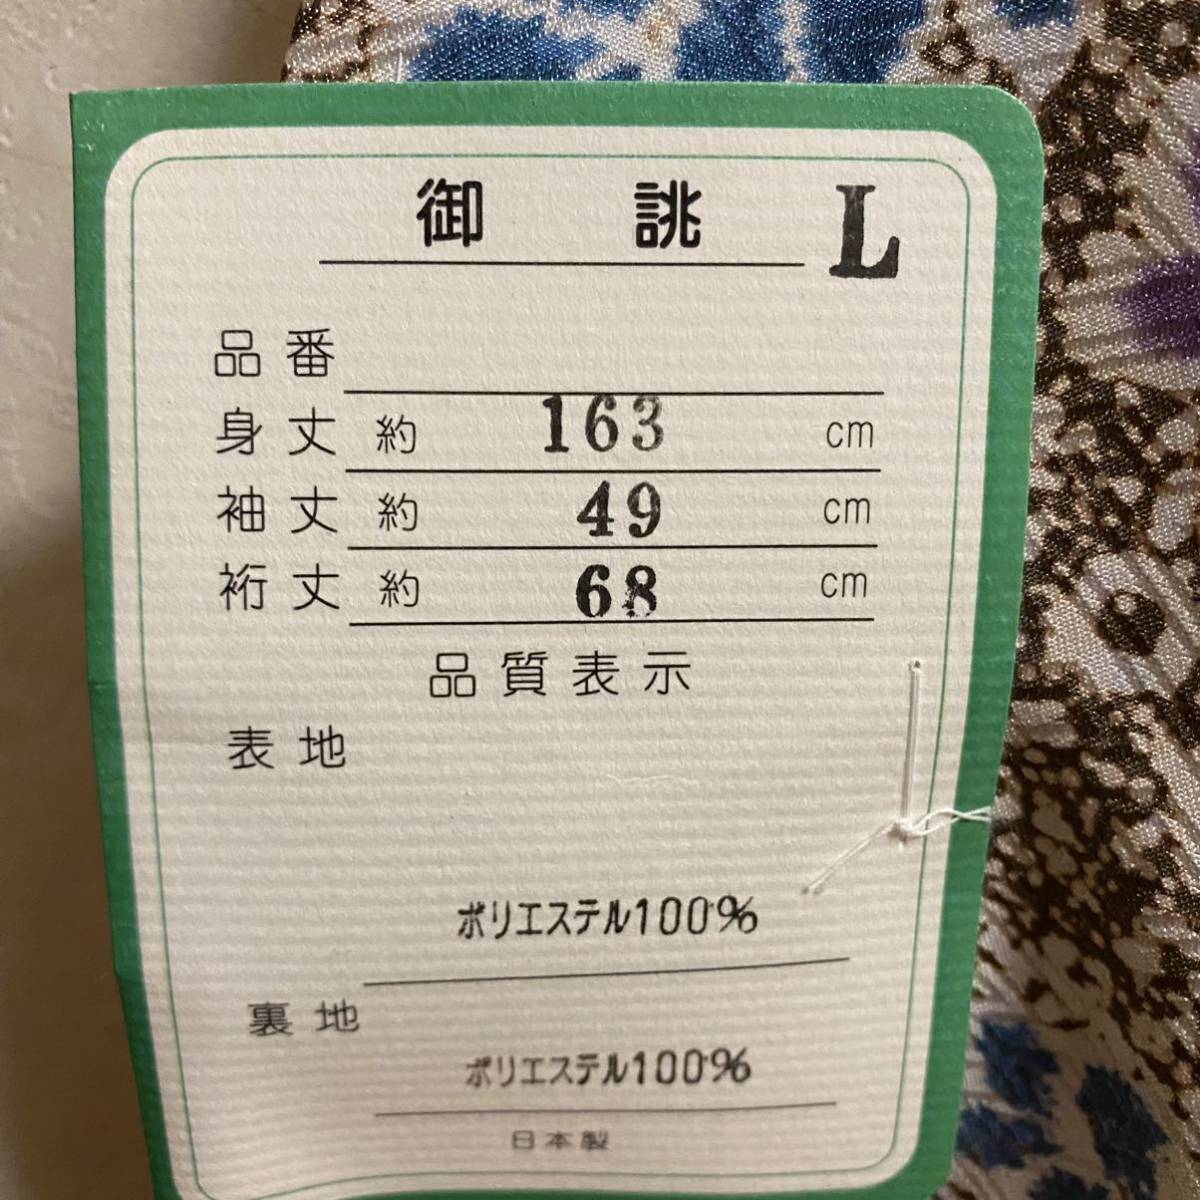 御 誂 L
品番
身丈 約 163 cm
袖丈 約 49 cm
裄丈 約 68 cm
品質表示
表地
ポリエステル100%
裏地
ポリエステル100%
日本製